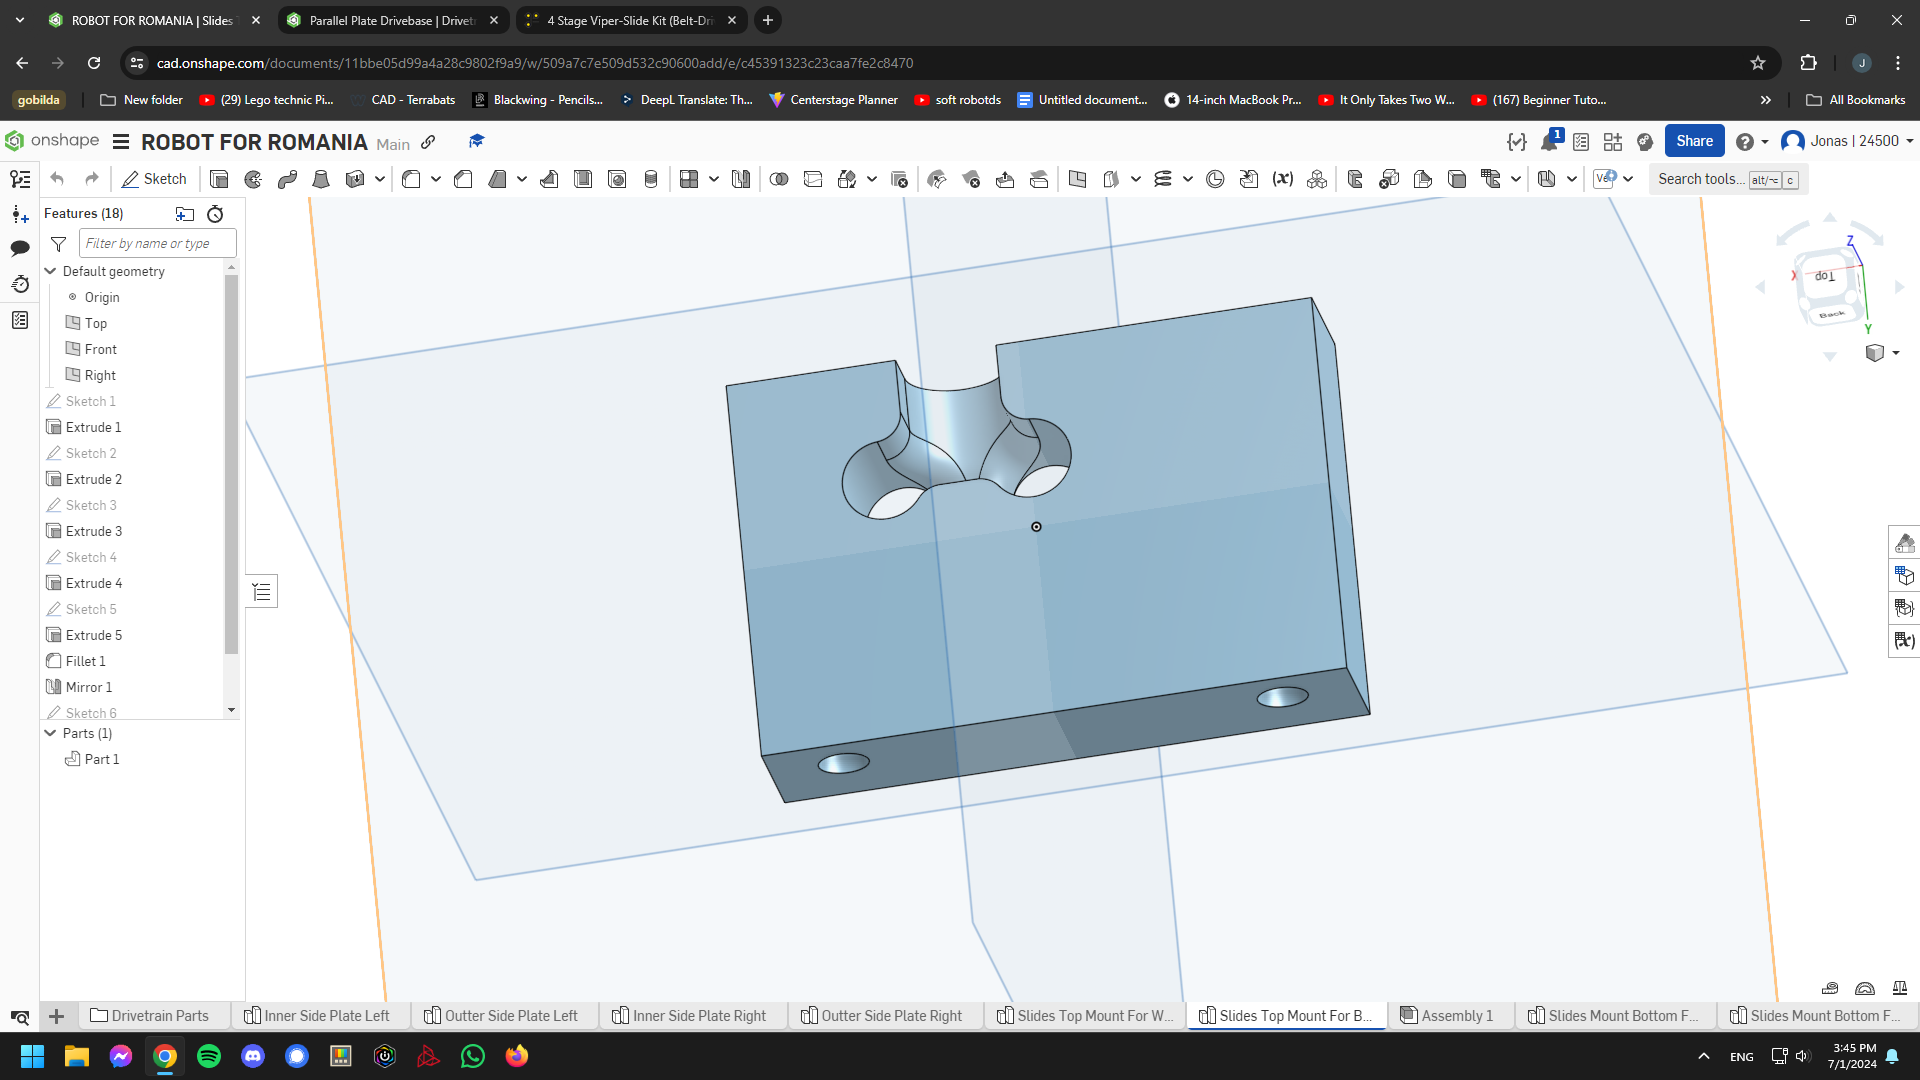 ROBOT FOR ROMANIA | Slides
Parallel Plate Drivebase | Drivet
4 Stage Viper-Slide Kit (Belt-Dri
cad.onshape.com/documents/11bbe05d99a4a28c9802f9a9/w/509a7c7e509d532c90600add/e/c45391323c23caa7fe2c8470
J
gobilda
New folder
(29) Lego technic Pi...
CAD - Terrabats
Blackwing - Pencils...
DeepL Translate: Th...
Centerstage Planner
soft robotds
Untitled document...
14-inch MacBook Pr...
It Only Takes Two W...
(167) Beginner Tuto...
All Bookmarks
onshape
ROBOT FOR ROMANIA
Main
1
Share
Jonas | 24500
Sketch
Search tools...
alt/⌥
c
Features (18)
Filter by name or type
Default geometry
Origin
Top
Front
Right
Sketch 1
Extrude 1
Sketch 2
Extrude 2
Sketch 3
Extrude 3
Sketch 4
Extrude 4
Sketch 5
Extrude 5
Fillet 1
Mirror 1
Sketch 6
Parts (1)
Part 1
Z
X
Top
Back
Y
Drivetrain Parts
Inner Side Plate Left
Outter Side Plate Left
Inner Side Plate Right
Outter Side Plate Right
Slides Top Mount For W...
Slides Top Mount For B...
Assembly 1
Slides Mount Bottom F...
Slides Mount Bottom F...
ENG
3:45 PM
7/1/2024